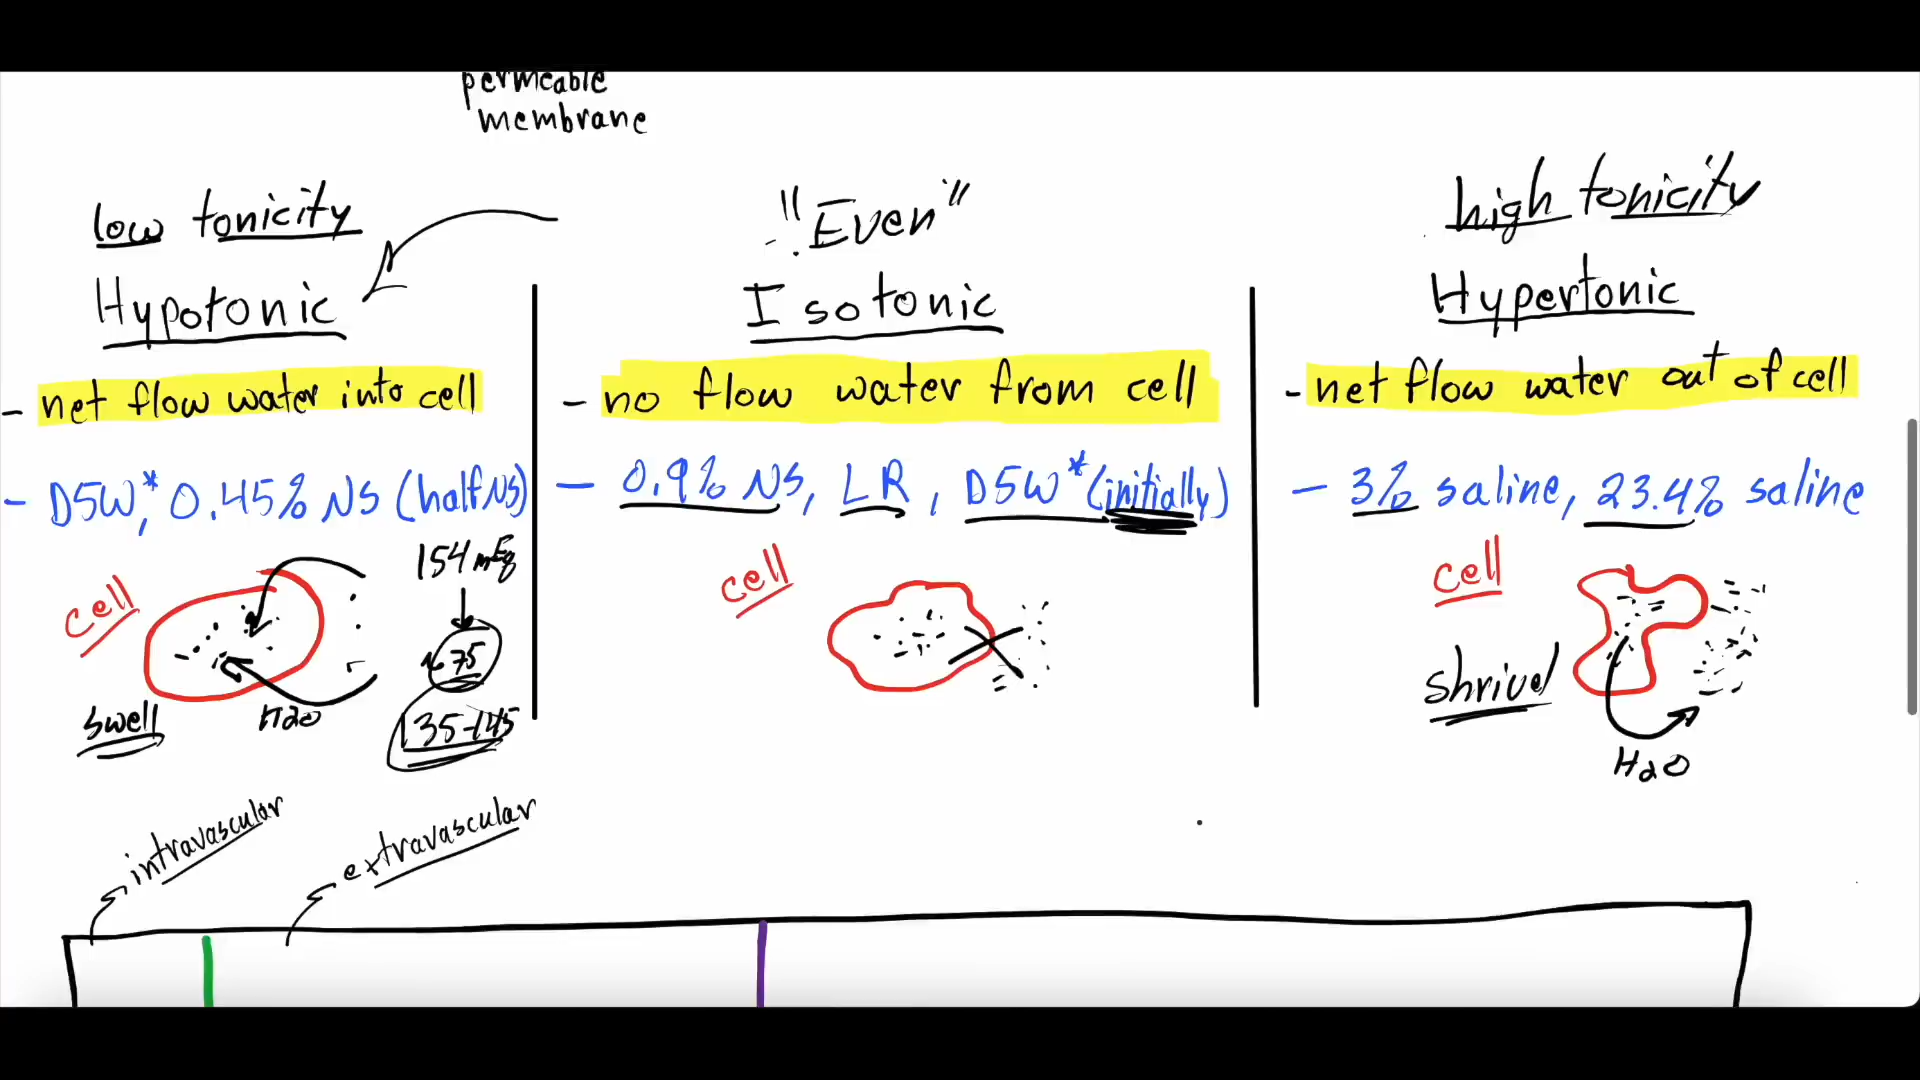 permeable
membrane
low tonicity
Hypotonic
- net flow water into cell
- D5W*, 0.45% NS (half NS)
cell
154 mEq
~75
135-145
swell
H2O
"Even"
Isotonic
- no flow water from cell
- 0.9% NS, LR, D5W* (initially)
cell
high tonicity
Hypertonic
- net flow water out of cell
- 3% saline, 23.4% saline
cell
shrivel
H2O
intravascular
extravascular